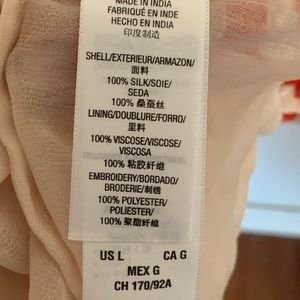 MADE IN INDIA
FABRIQUÉ EN INDE
HECHO EN INDIA
印度制造
SHELL/EXTERIEUR/ARMAZON/
面料
100% SILK/SOIE/
SEDA
100% 桑蚕丝
LINING/DOUBLURE/FORRO/
里料
100% VISCOSE/VISCOSE/
VISCOSA
100% 粘胶纤维
EMBROIDERY/BORDADO/
BRODERIE/刺绣
100% POLYESTER/
POLIESTER/
100% 聚酯纤维
US L CA G
MEX G
CH 170/92A